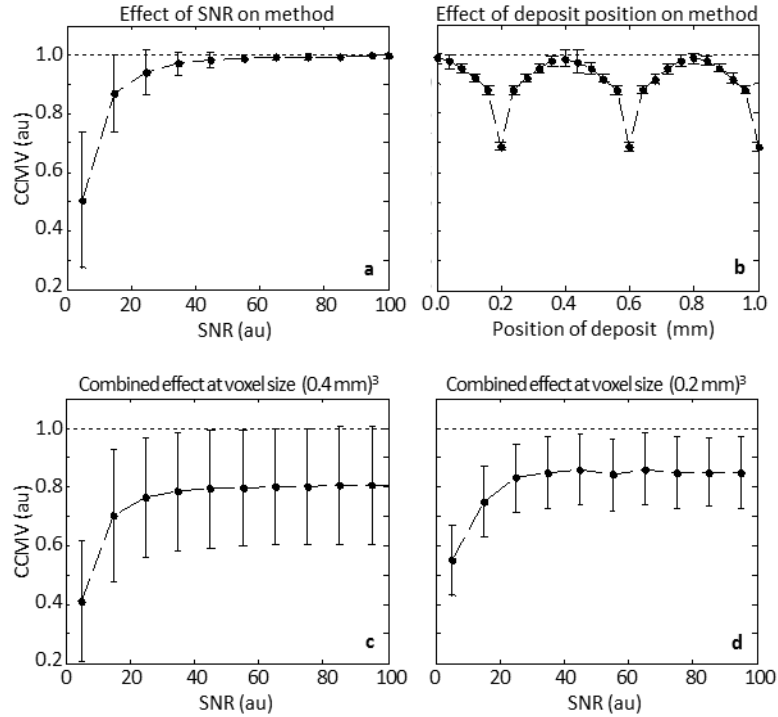 Effect of SNR on method
Effect of deposit position on method
1.0
0.8
0.6
0.4
0.2
CCMV (au)
a
b
0 20 40 60 80 100
SNR (au)
0.0 0.2 0.4 0.6 0.8 1.0
Position of deposit (mm)
Combined effect at voxel size (0.4 mm)³
Combined effect at voxel size (0.2 mm)³
1.0
0.8
0.6
0.4
0.2
CCMV (au)
c
d
0 20 40 60 80 100
SNR (au)
0 20 40 60 80 100
SNR (au)